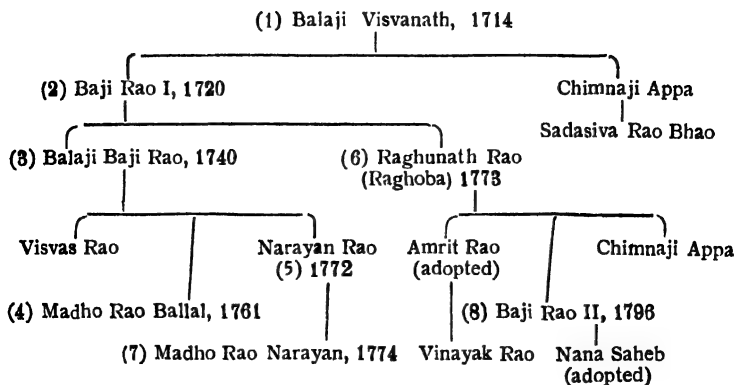 (1) Balaji Visvanath, 1714
(2) Baji Rao I, 1720 Chimnaji Appa
Sadasiva Rao Bhao
(3) Balaji Baji Rao, 1740 (6) Raghunath Rao
(Raghoba) 1773
Visvas Rao Narayan Rao Amrit Rao Chimnaji Appa
(5) 1772 (adopted)
(4) Madho Rao Ballal, 1761 (8) Baji Rao II, 1796
(7) Madho Rao Narayan, 1774 Vinayak Rao Nana Saheb
(adopted)